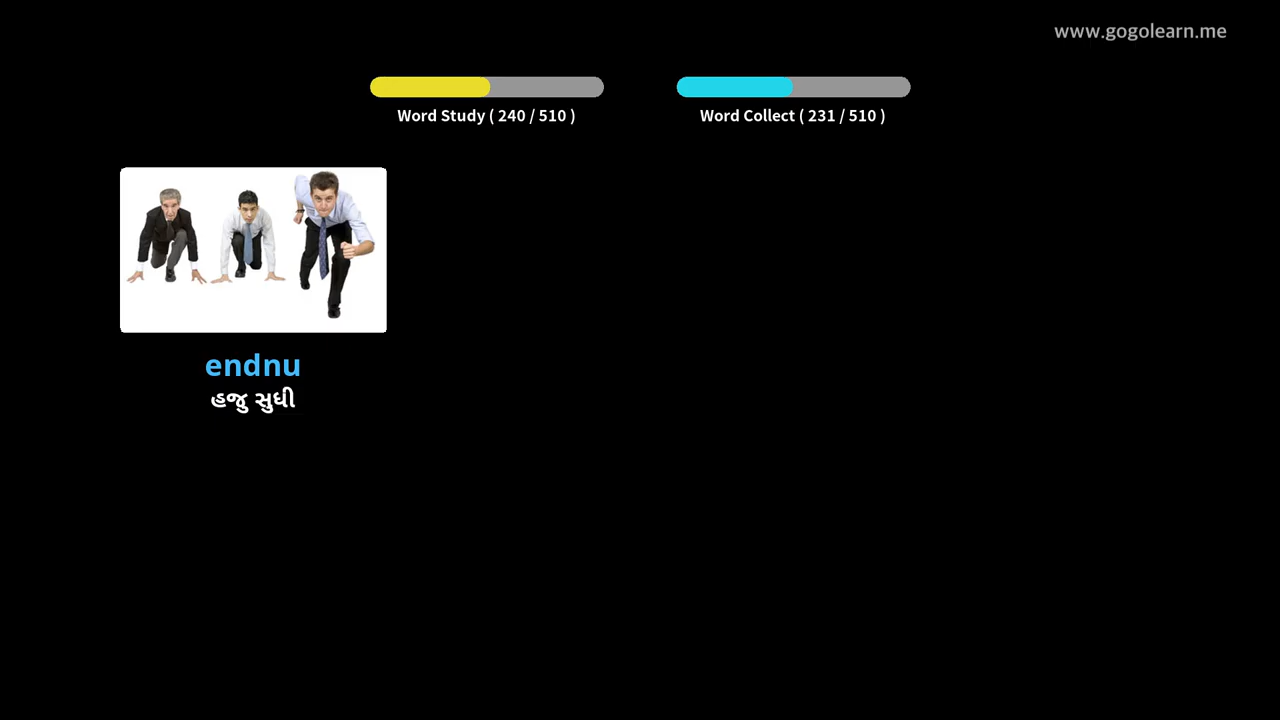 www.gogolearn.me
Word Study ( 240 / 510 )
Word Collect ( 231 / 510 )
endnu
હજુ સુધી